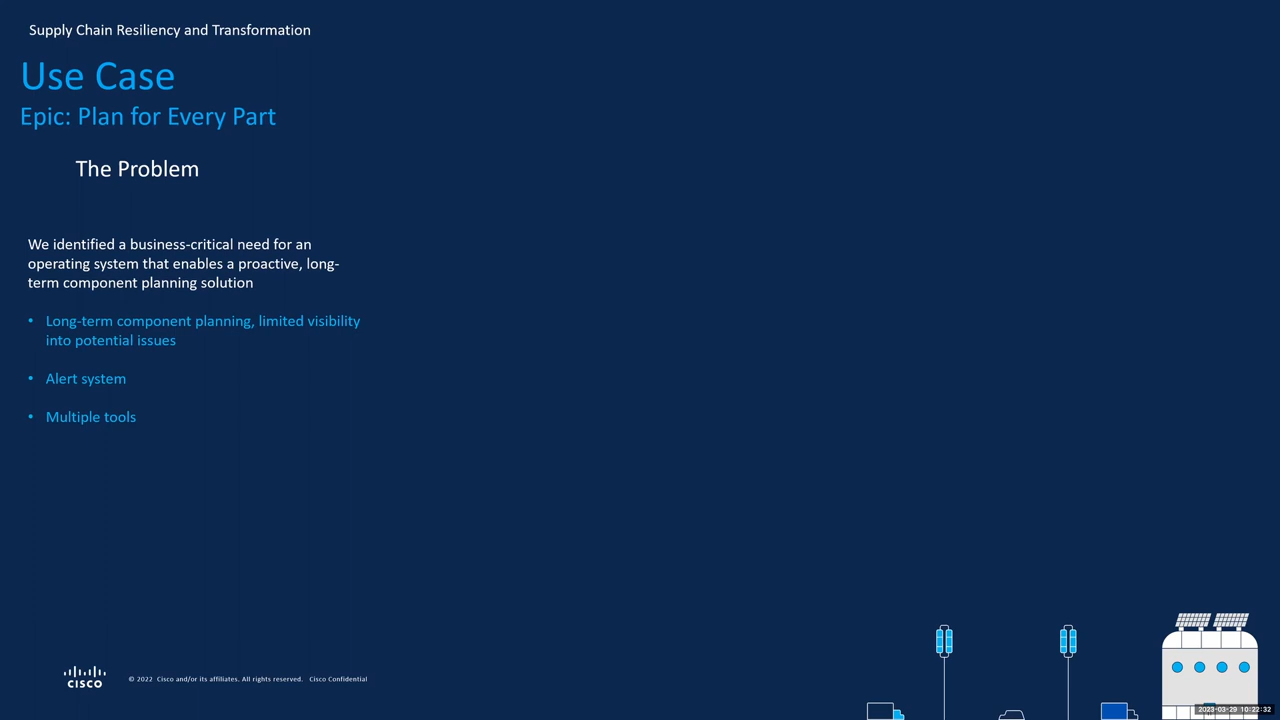 Supply Chain Resiliency and Transformation
Use Case
Epic: Plan for Every Part
The Problem
We identified a business-critical need for an
operating system that enables a proactive, long-
term component planning solution
• Long-term component planning, limited visibility
into potential issues
• Alert system
• Multiple tools
CISCO
© 2022 Cisco and/or its affiliates. All rights reserved. Cisco Confidential
2023-03-29 10:22:32